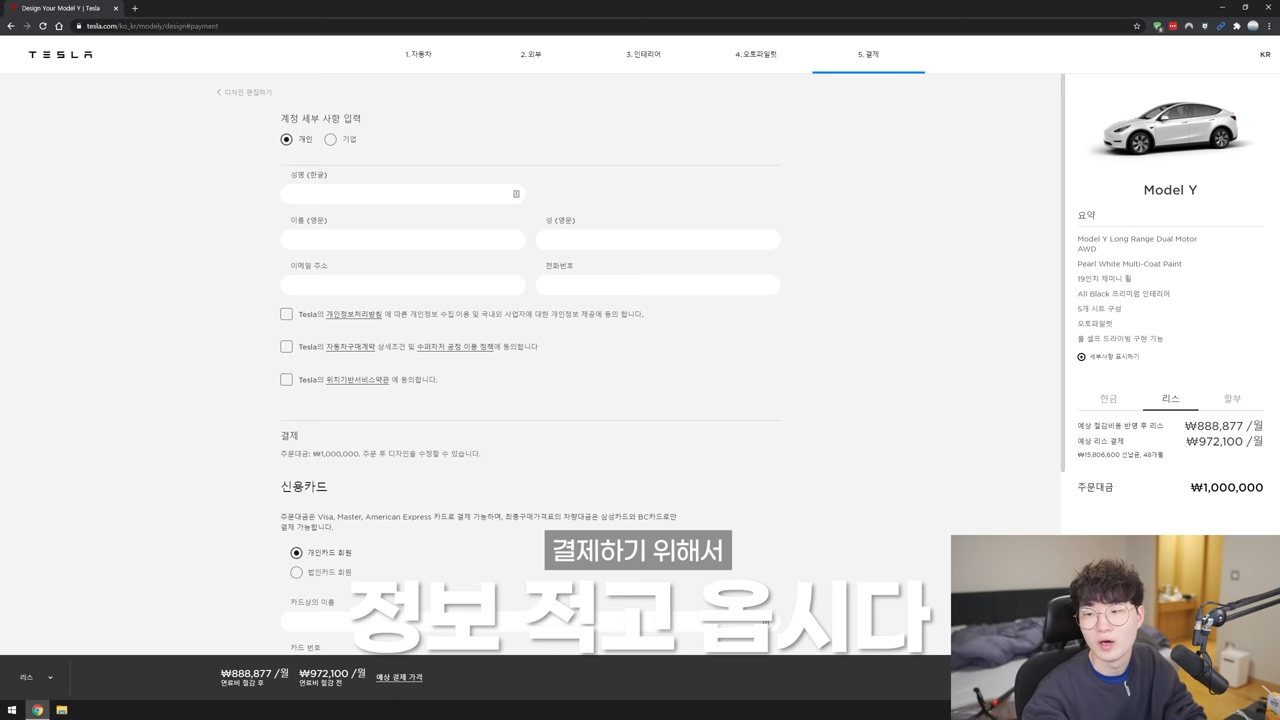 Design Your Model Y | Tesla
tesla.com/ko_kr/modely/design#payment
TESLA
1. 자동차
2. 외부
3. 인테리어
4. 오토파일럿
5. 결제
KR
디자인 편집하기
계정 세부 사항 입력
개인
기업
성명 (한글)
이름 (영문)
성 (영문)
이메일 주소
전화번호
Tesla의 개인정보처리방침 에 따른 개인정보 수집 이용 및 국내외 사업자에 대한 개인정보 제공에 동의 합니다.
Tesla의 자동차구매계약 상세조건 및 수퍼차저 공정 이용 정책에 동의합니다
Tesla의 위치기반서비스약관 에 동의합니다.
결제
주문대금: ₩1,000,000. 주문 후 디자인을 수정할 수 있습니다.
신용카드
주문대금은 Visa, Master, American Express 카드로 결제 가능하며, 최종구매가격표의 차량대금은 삼성카드와 BC카드로만
결제 가능합니다.
개인카드 회원
법인카드 회원
카드상의 이름
카드 번호
Model Y
요약
Model Y Long Range Dual Motor
AWD
Pearl White Multi-Coat Paint
19인치 제미니 휠
All Black 프리미엄 인테리어
5개 시트 구성
오토파일럿
풀 셀프 드라이빙 구현 기능
세부사항 표시하기
현금
리스
할부
예상 절감비용 반영 후 리스
₩888,877 /월
예상 리스 결제
₩972,100 /월
₩15,806,600 선납금, 48개월
주문대금
₩1,000,000
결제하기 위해서
정보 적고 옵시다
리스
₩888,877 /월
연료비 절감 후
₩972,100 /월
연료비 절감 전
예상 결제 가격